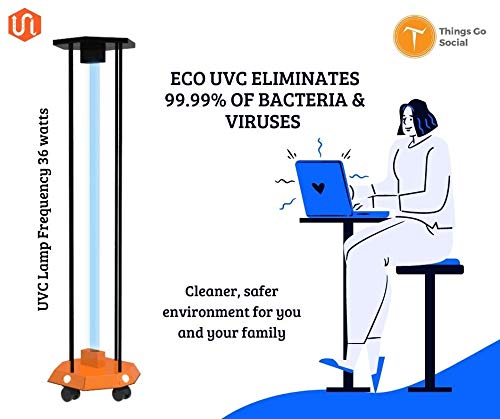 Things Go
Social
ECO UVC ELIMINATES
99.99% OF BACTERIA &
VIRUSES
UVC Lamp Frequency 36 watts
Cleaner, safer
environment for you
and your family